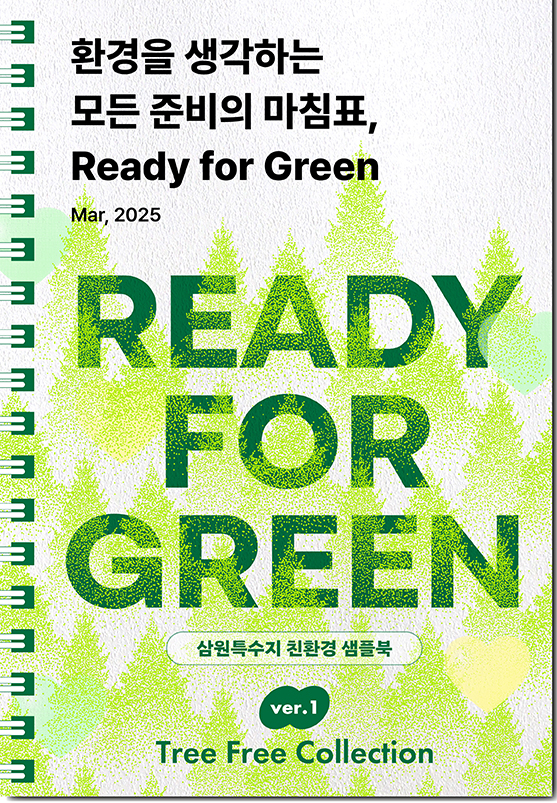 환경을 생각하는
모든 준비의 마침표,
Ready for Green
Mar, 2025
READY
FOR
GREEN
삼원특수지 친환경 샘플북
ver.1
Tree Free Collection